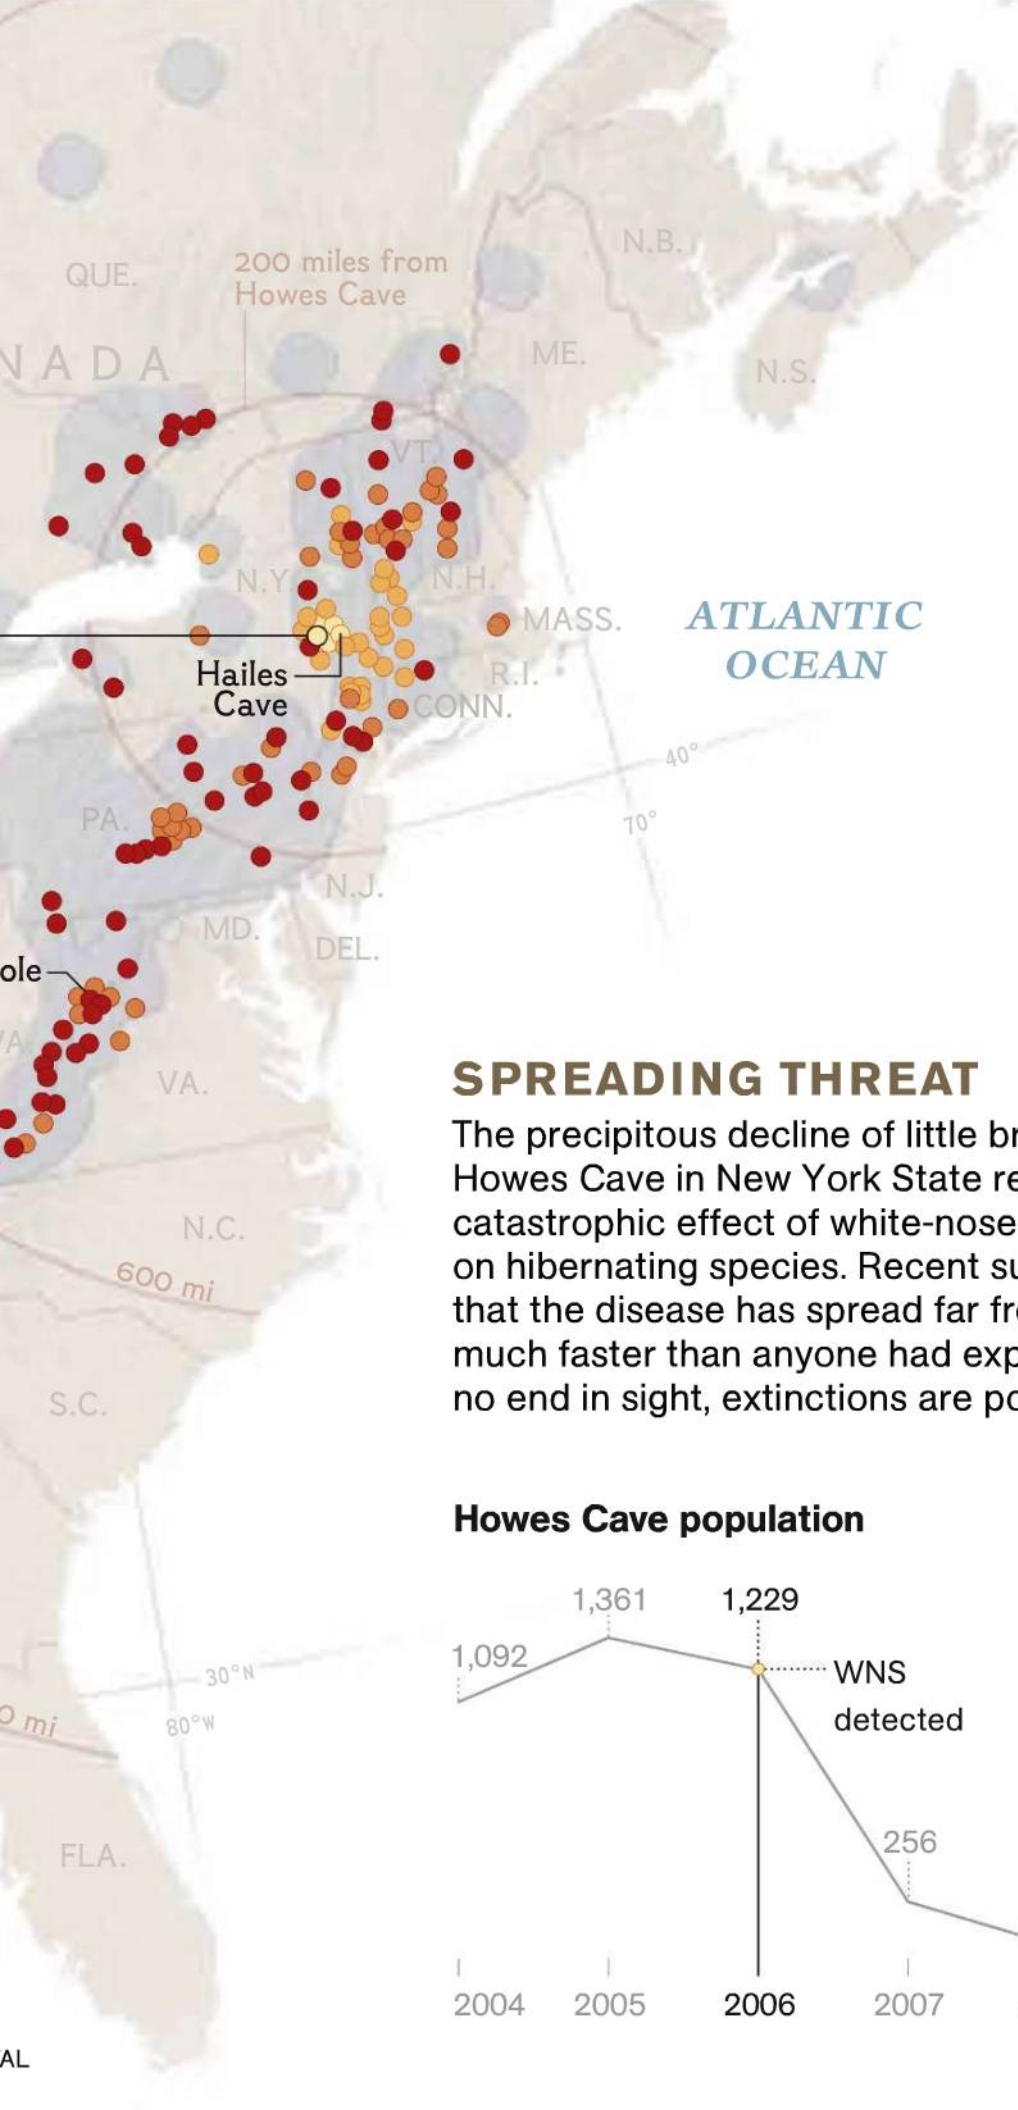 N.B.
200 miles from
Howes Cave
QUE.
NADA
ME.
N.S.
VT.
N.Y.
N.H.
MASS.
ATLANTIC
OCEAN
Hailes
Cave
R.I.
CONN.
40°
70°
PA.
N.J.
MD.
DEL.
ole
VA.
VA.
SPREADING THREAT
The precipitous decline of little br
Howes Cave in New York State re
catastrophic effect of white-nose
on hibernating species. Recent su
that the disease has spread far fro
much faster than anyone had exp
no end in sight, extinctions are po
N.C.
600 mi
S.C.
Howes Cave population
1,361
1,229
1,092
WNS
detected
30°N
0 mi
80°W
256
FLA.
2004
2005
2006
2007
AL